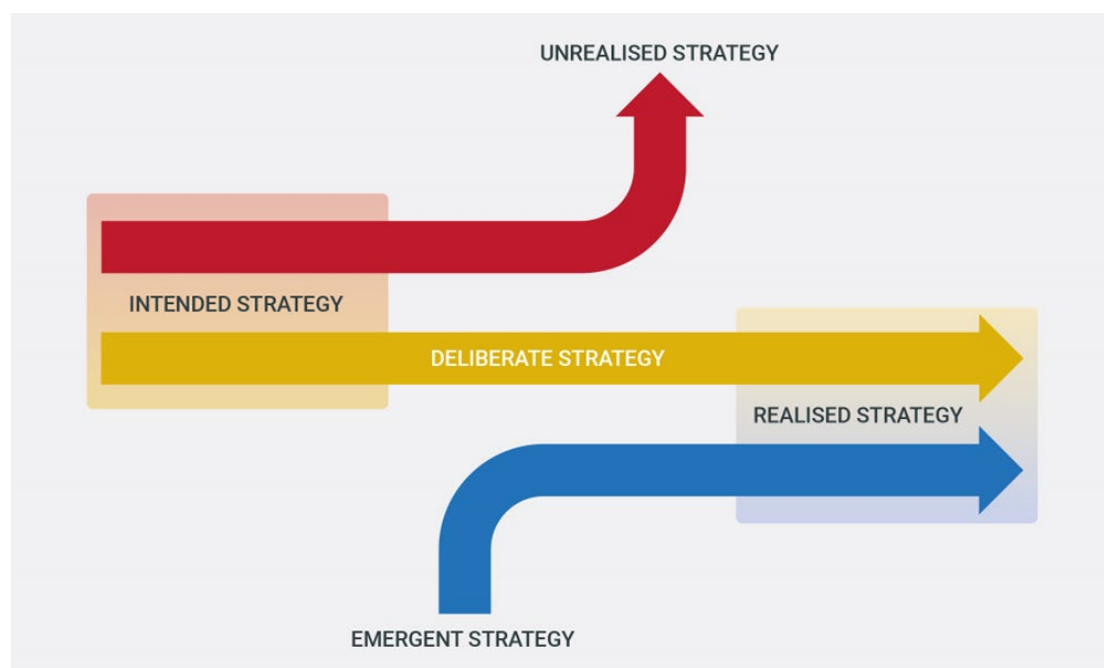 UNREALISED STRATEGY
INTENDED STRATEGY
DELIBERATE STRATEGY
REALISED STRATEGY
EMERGENT STRATEGY